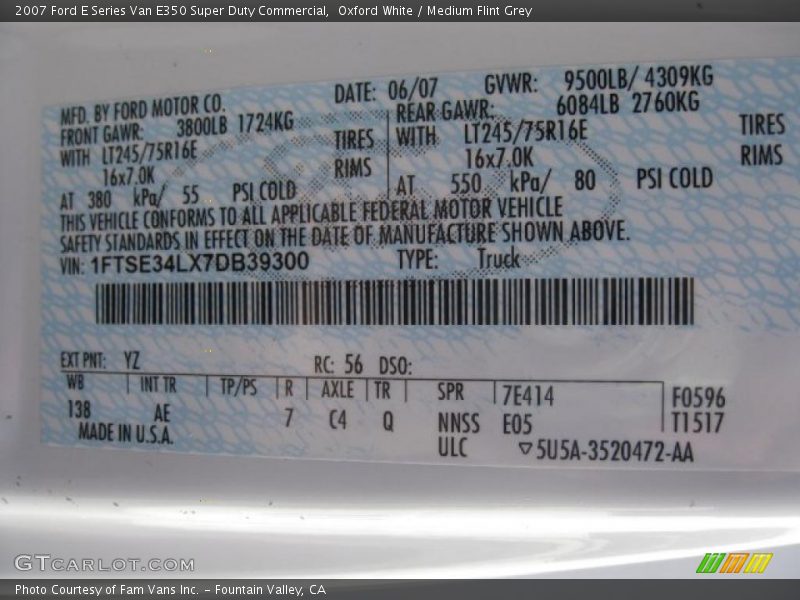 2007 Ford E Series Van E350 Super Duty Commercial,  Oxford White / Medium Flint Grey
MFD. BY FORD MOTOR CO. DATE: 06/07 GVWR: 9500LB/ 4309KG
FRONT GAWR: 3800LB 1724KG REAR GAWR: 6084LB 2760KG
WITH LT245/75R16E TIRES WITH LT245/75R16E TIRES
16x7.0K RIMS 16x7.0K RIMS
AT 380 kPa/ 55 PSI COLD AT 550 kPa/ 80 PSI COLD
THIS VEHICLE CONFORMS TO ALL APPLICABLE FEDERAL MOTOR VEHICLE
SAFETY STANDARDS IN EFFECT ON THE DATE OF MANUFACTURE SHOWN ABOVE.
VIN: 1FTSE34LX7DB39300 TYPE: Truck
EXT PNT: YZ RC: 56 DSO:
WB INT TR TP/PS R AXLE TR SPR 7E414 F0596
138 AE 7 C4 Q NNSS E05 T1517
MADE IN U.S.A. ULC ▽5U5A-3520472-AA
GTCARLOT.COM
Photo Courtesy of Fam Vans Inc. – Fountain Valley, CA